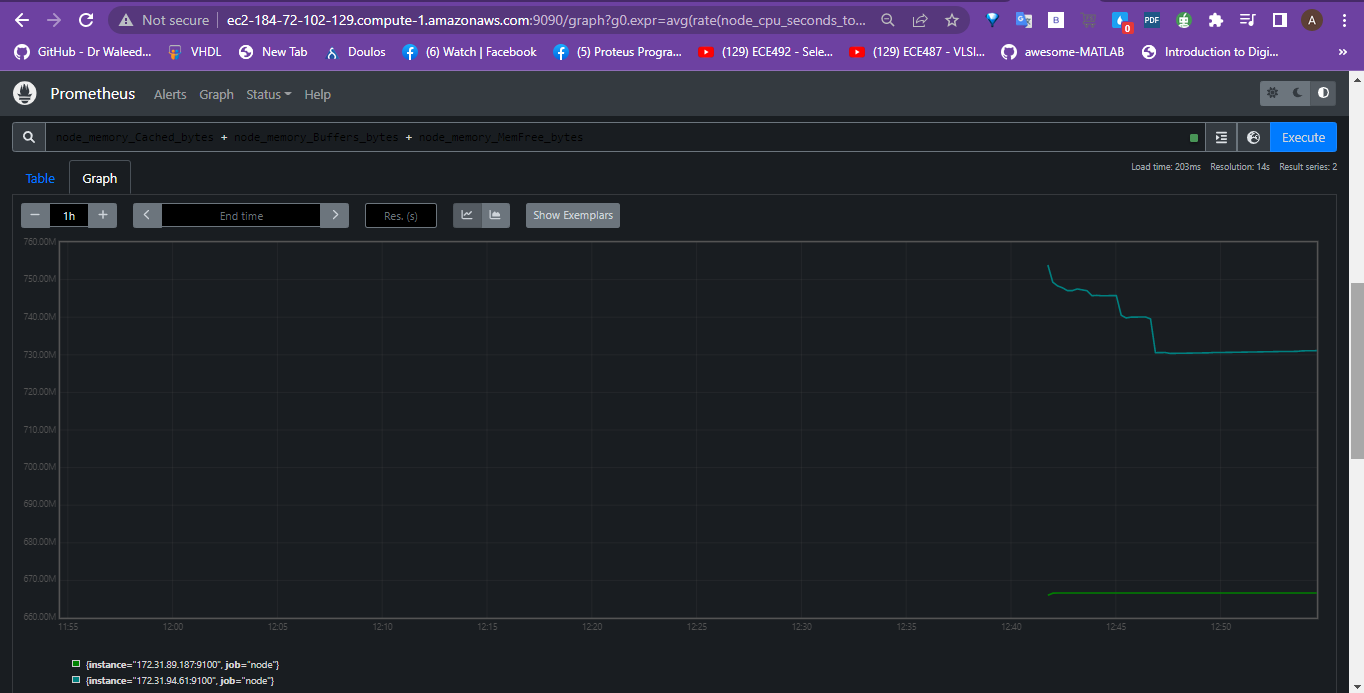 Not secure ec2-184-72-102-129.compute-1.amazonaws.com:9090/graph?g0.expr=avg(rate(node_cpu_seconds_to... B 0 PDF A
GitHub - Dr Waleed... VHDL New Tab Doulos (6) Watch | Facebook (5) Proteus Progra... (129) ECE492 - Sele... (129) ECE487 - VLSI... awesome-MATLAB Introduction to Digi... »
Prometheus Alerts Graph Status Help
node_memory_Cached_bytes + node_memory_Buffers_bytes + node_memory_MemFree_bytes Execute
Load time: 203ms Resolution: 14s Result series: 2
Table Graph
− 1h + < End time > Res. (s) Show Exemplars
760.00M
750.00M
740.00M
730.00M
720.00M
710.00M
700.00M
690.00M
680.00M
670.00M
660.00M
11:55 12:00 12:05 12:10 12:15 12:20 12:25 12:30 12:35 12:40 12:45 12:50
{instance="172.31.89.187:9100", job="node"}
{instance="172.31.94.61:9100", job="node"}